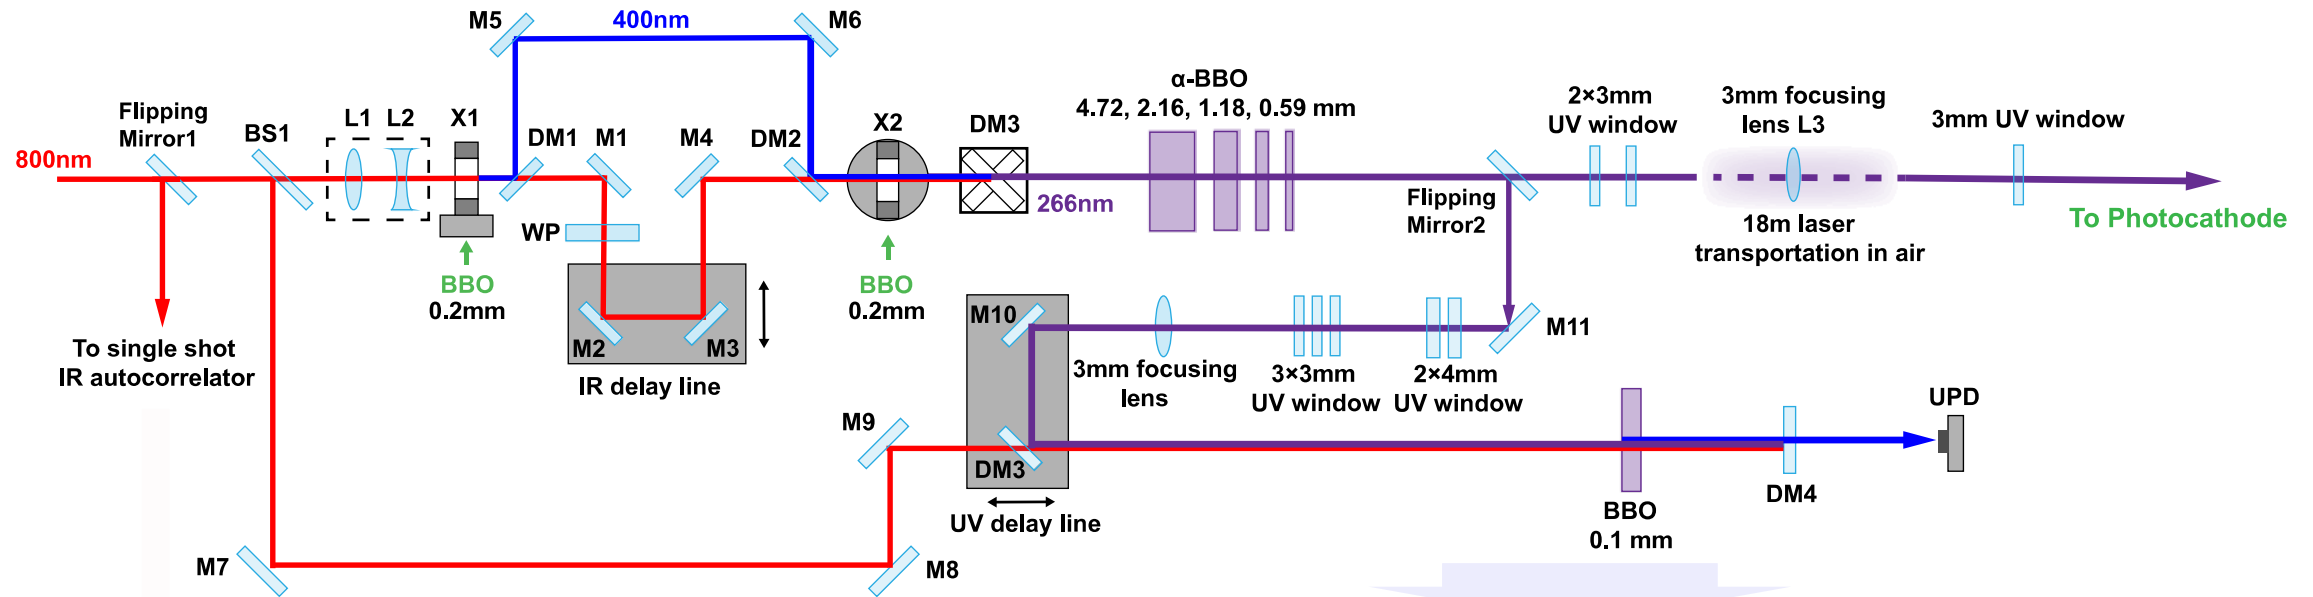 M5
400nm
M6
α-BBO
4.72, 2.16, 1.18, 0.59 mm
2×3mm
UV window
3mm focusing
lens L3
3mm UV window
Flipping
Mirror1
BS1
L1
L2
X1
DM1
M1
M4
DM2
X2
DM3
800nm
266nm
Flipping
Mirror2
18m laser
transportation in air
To Photocathode
WP
BBO
0.2mm
BBO
0.2mm
M2
M3
IR delay line
To single shot
IR autocorrelator
M10
M11
3mm focusing
lens
3×3mm
UV window
2×4mm
UV window
M9
DM3
UV delay line
UPD
DM4
BBO
0.1 mm
M7
M8